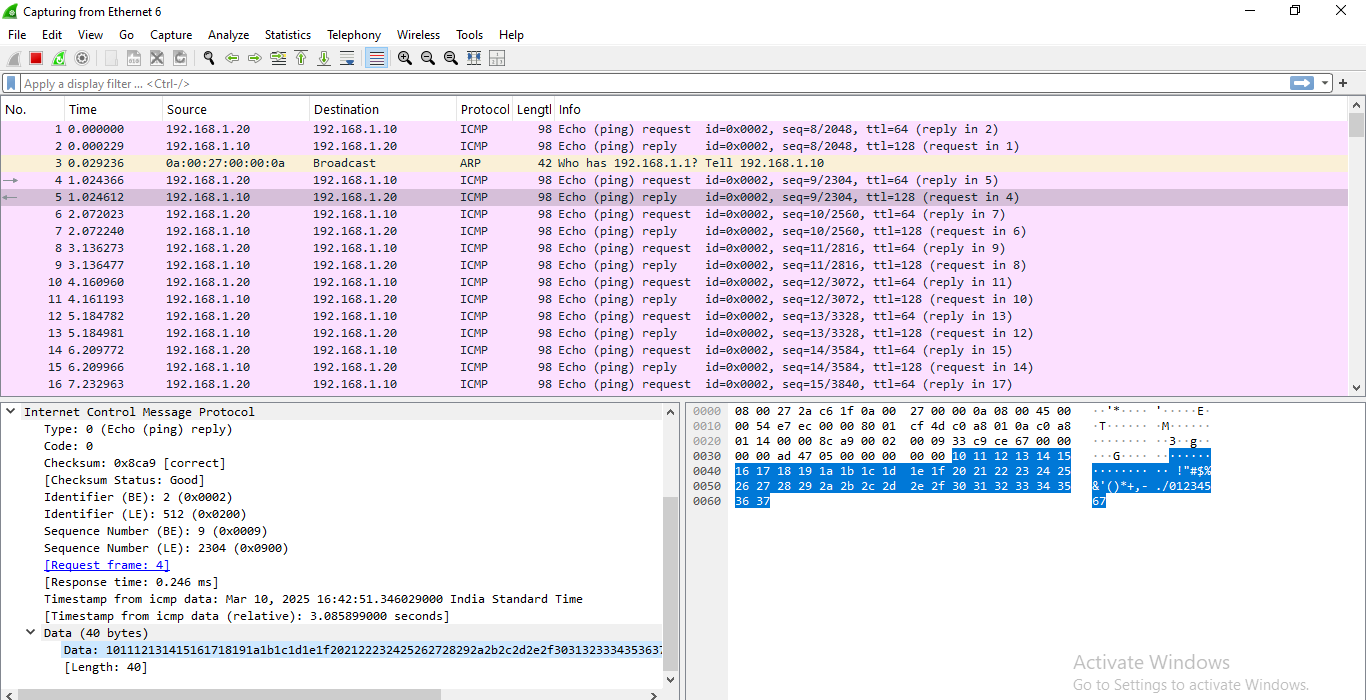 Capturing from Ethernet 6
File Edit View Go Capture Analyze Statistics Telephony Wireless Tools Help
Apply a display filter ... <Ctrl-/>
No. Time Source Destination Protocol Lengtl Info
1 0.000000 192.168.1.20 192.168.1.10 ICMP 98 Echo (ping) request id=0x0002, seq=8/2048, ttl=64 (reply in 2)
2 0.000229 192.168.1.10 192.168.1.20 ICMP 98 Echo (ping) reply id=0x0002, seq=8/2048, ttl=128 (request in 1)
3 0.029236 0a:00:27:00:00:0a Broadcast ARP 42 Who has 192.168.1.1? Tell 192.168.1.10
4 1.024366 192.168.1.20 192.168.1.10 ICMP 98 Echo (ping) request id=0x0002, seq=9/2304, ttl=64 (reply in 5)
5 1.024612 192.168.1.10 192.168.1.20 ICMP 98 Echo (ping) reply id=0x0002, seq=9/2304, ttl=128 (request in 4)
6 2.072023 192.168.1.20 192.168.1.10 ICMP 98 Echo (ping) request id=0x0002, seq=10/2560, ttl=64 (reply in 7)
7 2.072240 192.168.1.10 192.168.1.20 ICMP 98 Echo (ping) reply id=0x0002, seq=10/2560, ttl=128 (request in 6)
8 3.136273 192.168.1.20 192.168.1.10 ICMP 98 Echo (ping) request id=0x0002, seq=11/2816, ttl=64 (reply in 9)
9 3.136477 192.168.1.10 192.168.1.20 ICMP 98 Echo (ping) reply id=0x0002, seq=11/2816, ttl=128 (request in 8)
10 4.160960 192.168.1.20 192.168.1.10 ICMP 98 Echo (ping) request id=0x0002, seq=12/3072, ttl=64 (reply in 11)
11 4.161193 192.168.1.10 192.168.1.20 ICMP 98 Echo (ping) reply id=0x0002, seq=12/3072, ttl=128 (request in 10)
12 5.184782 192.168.1.20 192.168.1.10 ICMP 98 Echo (ping) request id=0x0002, seq=13/3328, ttl=64 (reply in 13)
13 5.184981 192.168.1.10 192.168.1.20 ICMP 98 Echo (ping) reply id=0x0002, seq=13/3328, ttl=128 (request in 12)
14 6.209772 192.168.1.20 192.168.1.10 ICMP 98 Echo (ping) request id=0x0002, seq=14/3584, ttl=64 (reply in 15)
15 6.209966 192.168.1.10 192.168.1.20 ICMP 98 Echo (ping) reply id=0x0002, seq=14/3584, ttl=128 (request in 14)
16 7.232963 192.168.1.20 192.168.1.10 ICMP 98 Echo (ping) request id=0x0002, seq=15/3840, ttl=64 (reply in 17)
Internet Control Message Protocol
Type: 0 (Echo (ping) reply)
Code: 0
Checksum: 0x8ca9 [correct]
[Checksum Status: Good]
Identifier (BE): 2 (0x0002)
Identifier (LE): 512 (0x0200)
Sequence Number (BE): 9 (0x0009)
Sequence Number (LE): 2304 (0x0900)
[Request frame: 4]
[Response time: 0.246 ms]
Timestamp from icmp data: Mar 10, 2025 16:42:51.346029000 India Standard Time
[Timestamp from icmp data (relative): 3.085899000 seconds]
Data (40 bytes)
Data: 101112131415161718191a1b1c1d1e1f202122232425262728292a2b2c2d2e2f3031323334353637
[Length: 40]
0000 08 00 27 2a c6 1f 0a 00 27 00 00 0a 08 00 45 00 ··'*···· '·····E·
0010 00 54 e7 ec 00 00 80 01 cf 4d c0 a8 01 0a c0 a8 ·T······ ·M······
0020 01 14 00 00 8c a9 00 02 00 09 33 c9 ce 67 00 00 ········ ··3··g··
0030 00 00 ad 47 05 00 00 00 00 00 10 11 12 13 14 15 ···G···· ········
0040 16 17 18 19 1a 1b 1c 1d 1e 1f 20 21 22 23 24 25 ········ ·· !"#$%
0050 26 27 28 29 2a 2b 2c 2d 2e 2f 30 31 32 33 34 35 &'()*+,- ./012345
0060 36 37 67
Activate Windows
Go to Settings to activate Windows.